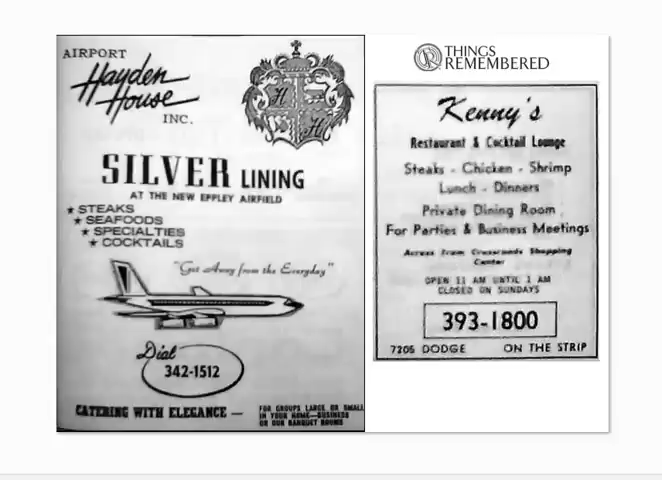 AIRPORT
Hayden
House
INC.
H
H
SILVER LINING
AT THE NEW EPPLEY AIRFIELD
★ STEAKS
★ SEAFOODS
★ SPECIALTIES
★ COCKTAILS
"Get Away from the Everyday"
Dial
342-1512
CATERING WITH ELEGANCE —
FOR GROUPS LARGE OR SMALL
IN YOUR HOME—BUSINESS
OR OUR BANQUET ROOMS
R
THINGS
REMEMBERED
Kenny's
Restaurant & Cocktail Lounge
Steaks - Chicken - Shrimp
Lunch - Dinners
Private Dining Room
For Parties & Business Meetings
Across from Crossroads Shopping
Center
OPEN 11 AM UNTIL 1 AM
CLOSED ON SUNDAYS
393-1800
7205 DODGE ON THE STRIP